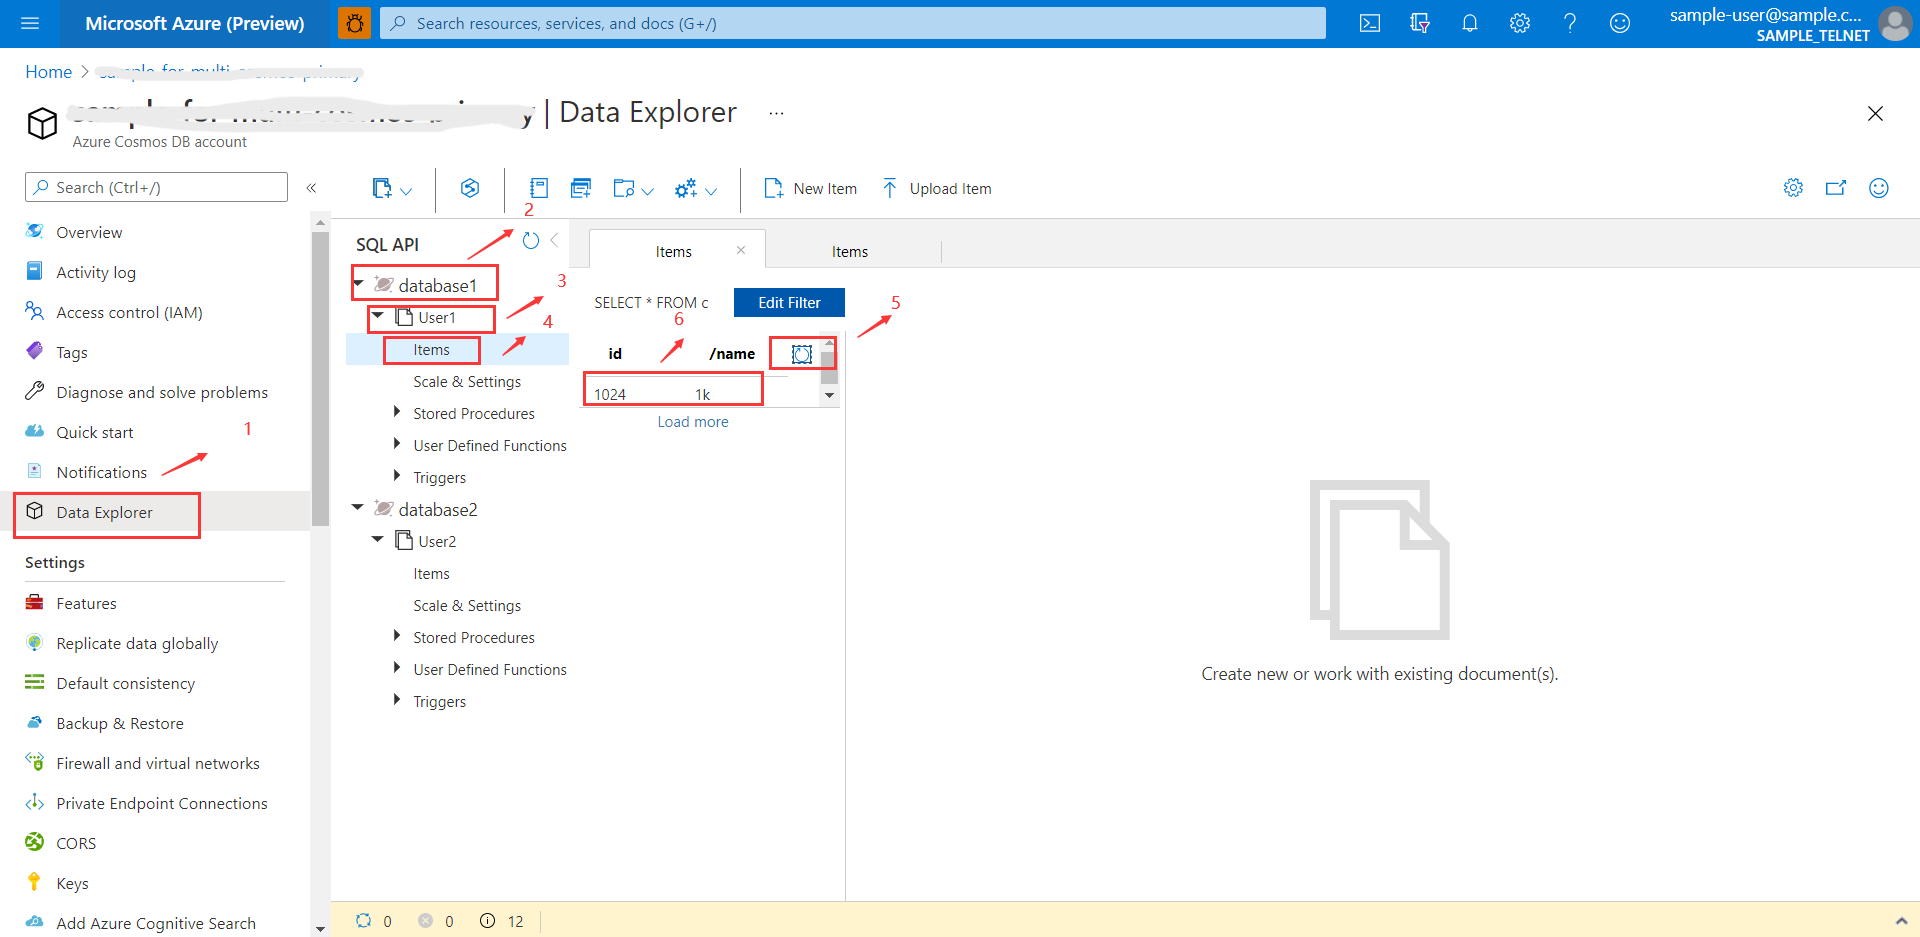 Microsoft Azure (Preview)
Search resources, services, and docs (G+/)
sample-user@sample.c...
SAMPLE_TELNET
Home
| Data Explorer
...
Azure Cosmos DB account
Search (Ctrl+/)
«
New Item
Upload Item
Overview
Activity log
Access control (IAM)
Tags
Diagnose and solve problems
Quick start
1
Notifications
Data Explorer
Settings
Features
Replicate data globally
Default consistency
Backup & Restore
Firewall and virtual networks
Private Endpoint Connections
CORS
Keys
Add Azure Cognitive Search
2
SQL API
database1
3
User1
4
Items
Scale & Settings
Stored Procedures
User Defined Functions
Triggers
database2
User2
Items
Scale & Settings
Stored Procedures
User Defined Functions
Triggers
Items
Items
SELECT * FROM c
Edit Filter
5
6
id /name
1024 1k
Load more
Create new or work with existing document(s).
0 0 12